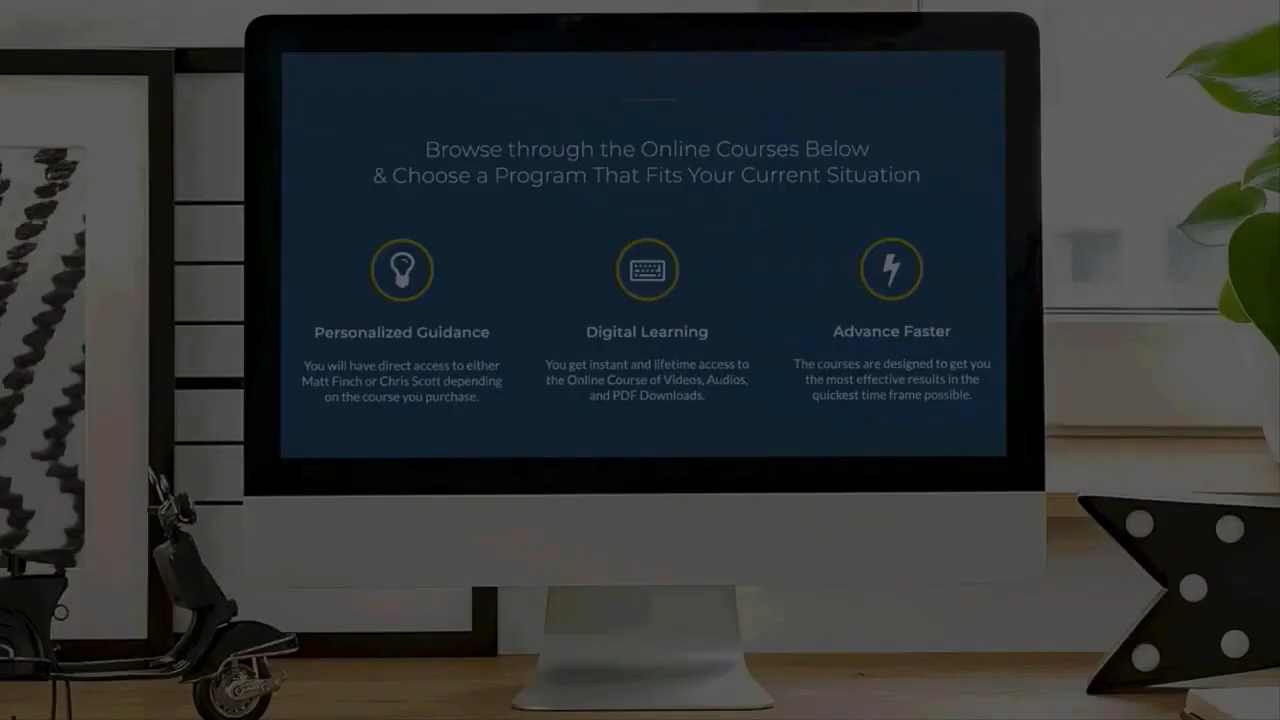 Browse through the Online Courses Below
& Choose a Program That Fits Your Current Situation
Personalized Guidance
You will have direct access to either
Matt Finch or Chris Scott depending
on the course you purchase.
Digital Learning
You get instant and lifetime access to
the Online Course of Videos, Audios,
and PDF Downloads.
Advance Faster
The courses are designed to get you
the most effective results in the
quickest time frame possible.